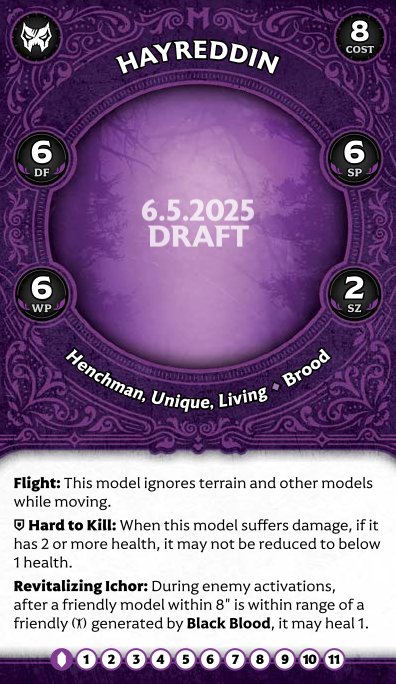 8
COST
HAYREDDIN
6
DF
6
SP
6.5.2025
DRAFT
6
WP
2
SZ
Henchman, Unique, Living ◆ Brood
Flight: This model ignores terrain and other models
while moving.
Hard to Kill: When this model suffers damage, if it
has 2 or more health, it may not be reduced to below
1 health.
Revitalizing Ichor: During enemy activations,
after a friendly model within 8" is within range of a
friendly generated by Black Blood, it may heal 1.
1 2 3 4 5 6 7 8 9 10 11